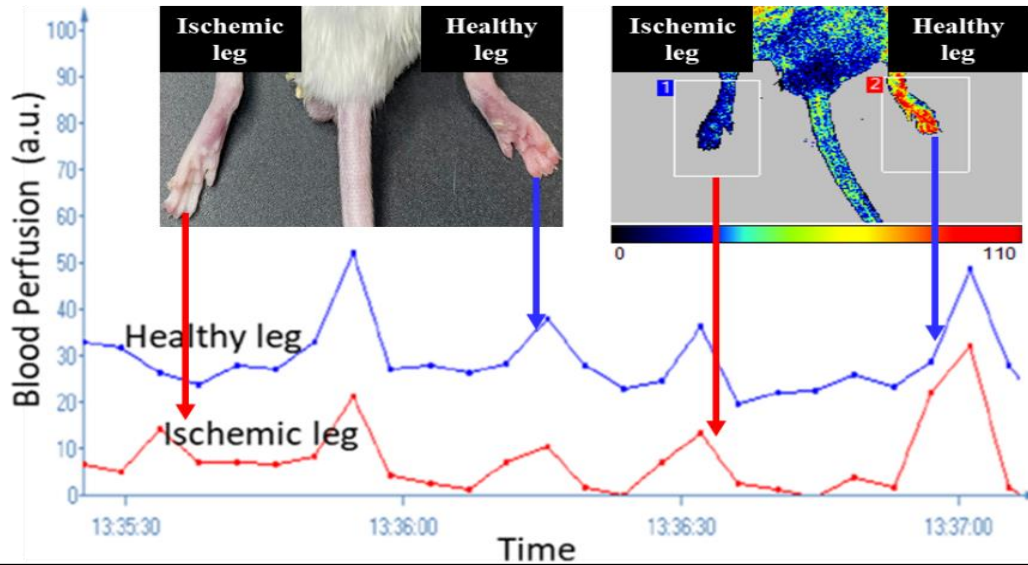 Ischemic
leg
Healthy
leg
Ischemic
leg
Healthy
leg
1
2
0
110
Blood Perfusion (a.u.)
100
90
80
70
60
50
40
30
20
10
0
Healthy leg
Ischemic leg
13:35:30
13:36:00
13:36:30
13:37:00
Time